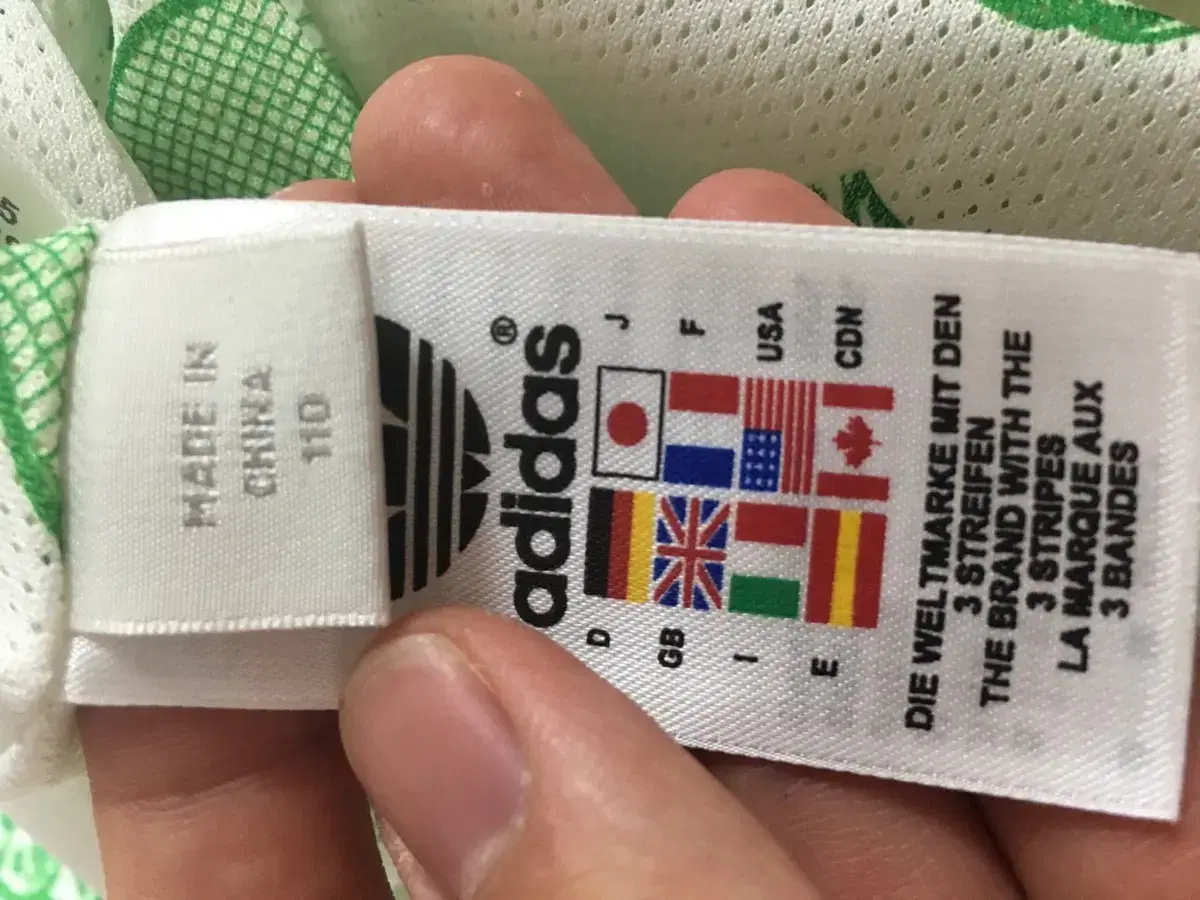 MADE IN
CHINA
110
adidas®
J
F
USA
CDN
D
GB
I
E
DIE WELTMARKE MIT DEN
3 STREIFEN
THE BRAND WITH THE
3 STRIPES
LA MARQUE AUX
3 BANDES